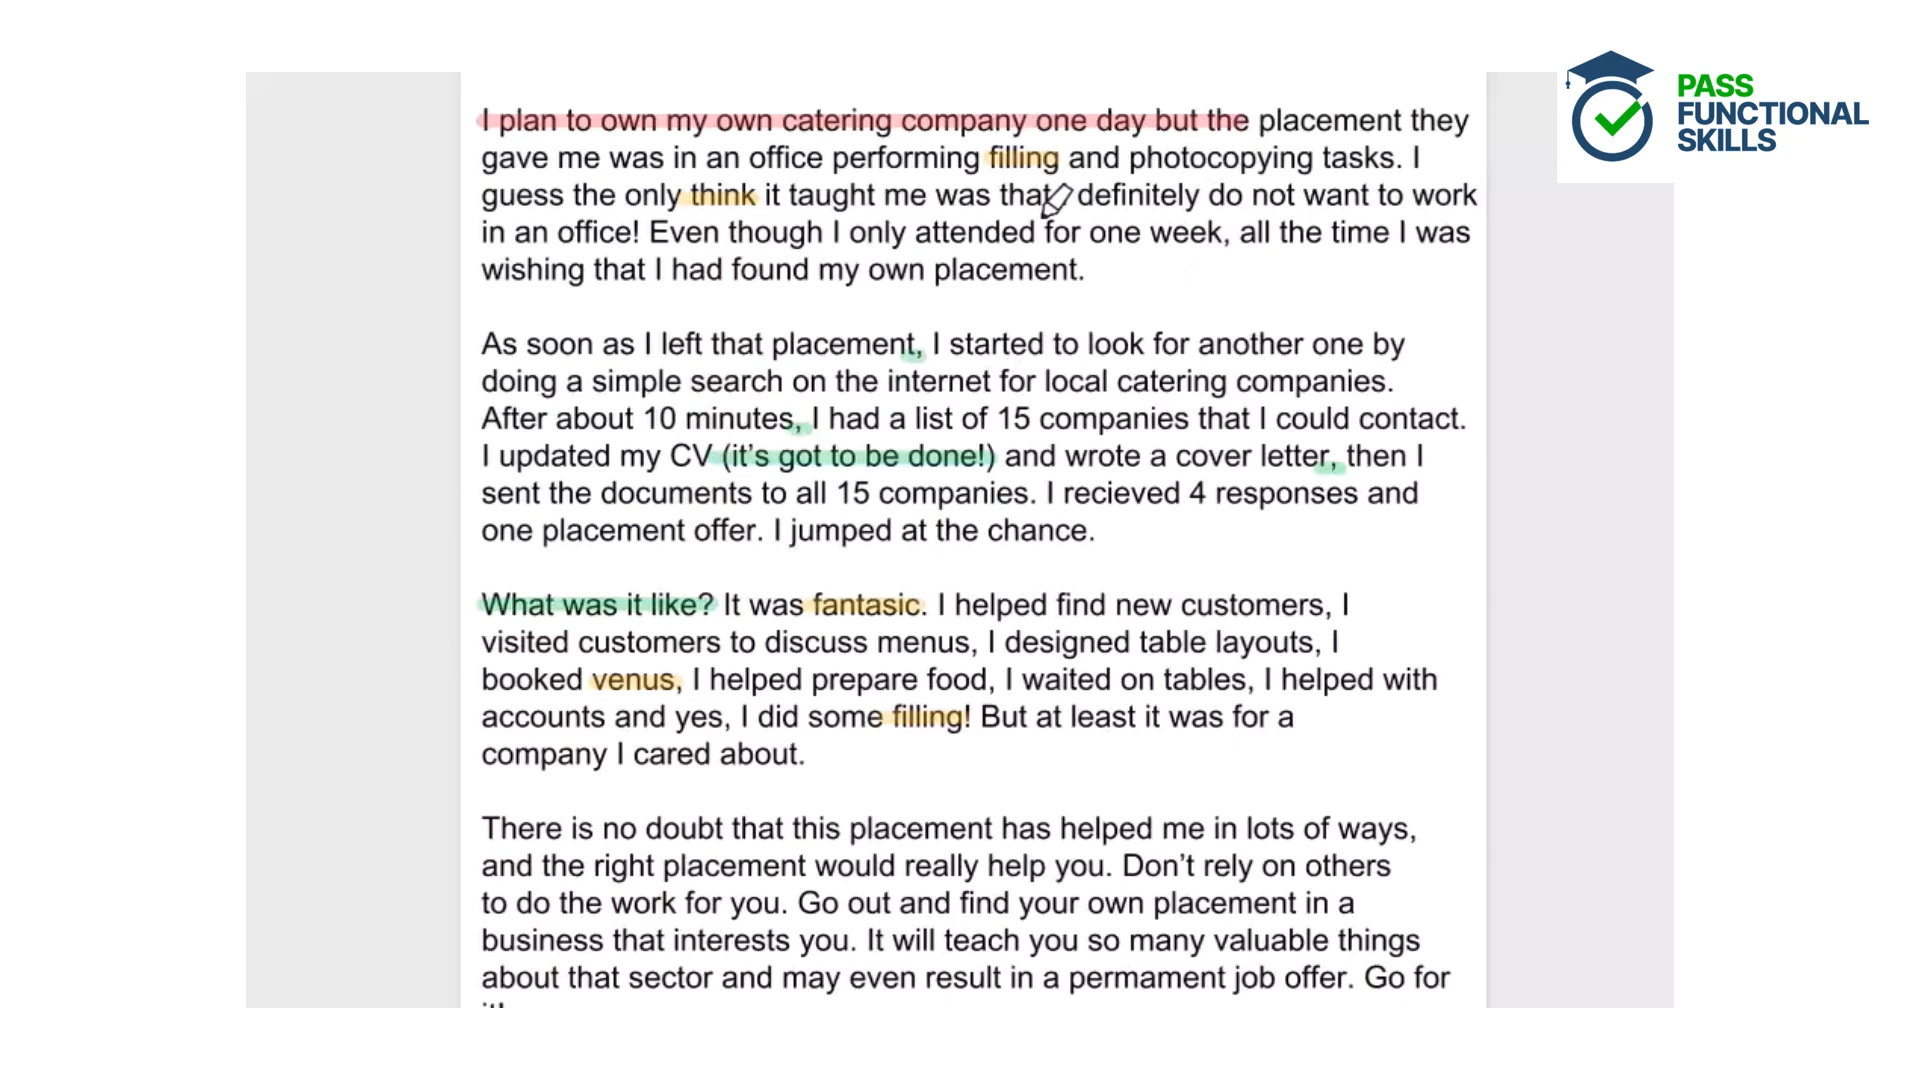 PASS
FUNCTIONAL
SKILLS
I plan to own my own catering company one day but the placement they
gave me was in an office performing filling and photocopying tasks. I
guess the only think it taught me was that definitely do not want to work
in an office! Even though I only attended for one week, all the time I was
wishing that I had found my own placement.
As soon as I left that placement, I started to look for another one by
doing a simple search on the internet for local catering companies.
After about 10 minutes, I had a list of 15 companies that I could contact.
I updated my CV (it's got to be done!) and wrote a cover letter, then I
sent the documents to all 15 companies. I recieved 4 responses and
one placement offer. I jumped at the chance.
What was it like? It was fantasic. I helped find new customers, I
visited customers to discuss menus, I designed table layouts, I
booked venus, I helped prepare food, I waited on tables, I helped with
accounts and yes, I did some filling! But at least it was for a
company I cared about.
There is no doubt that this placement has helped me in lots of ways,
and the right placement would really help you. Don't rely on others
to do the work for you. Go out and find your own placement in a
business that interests you. It will teach you so many valuable things
about that sector and may even result in a permament job offer. Go for